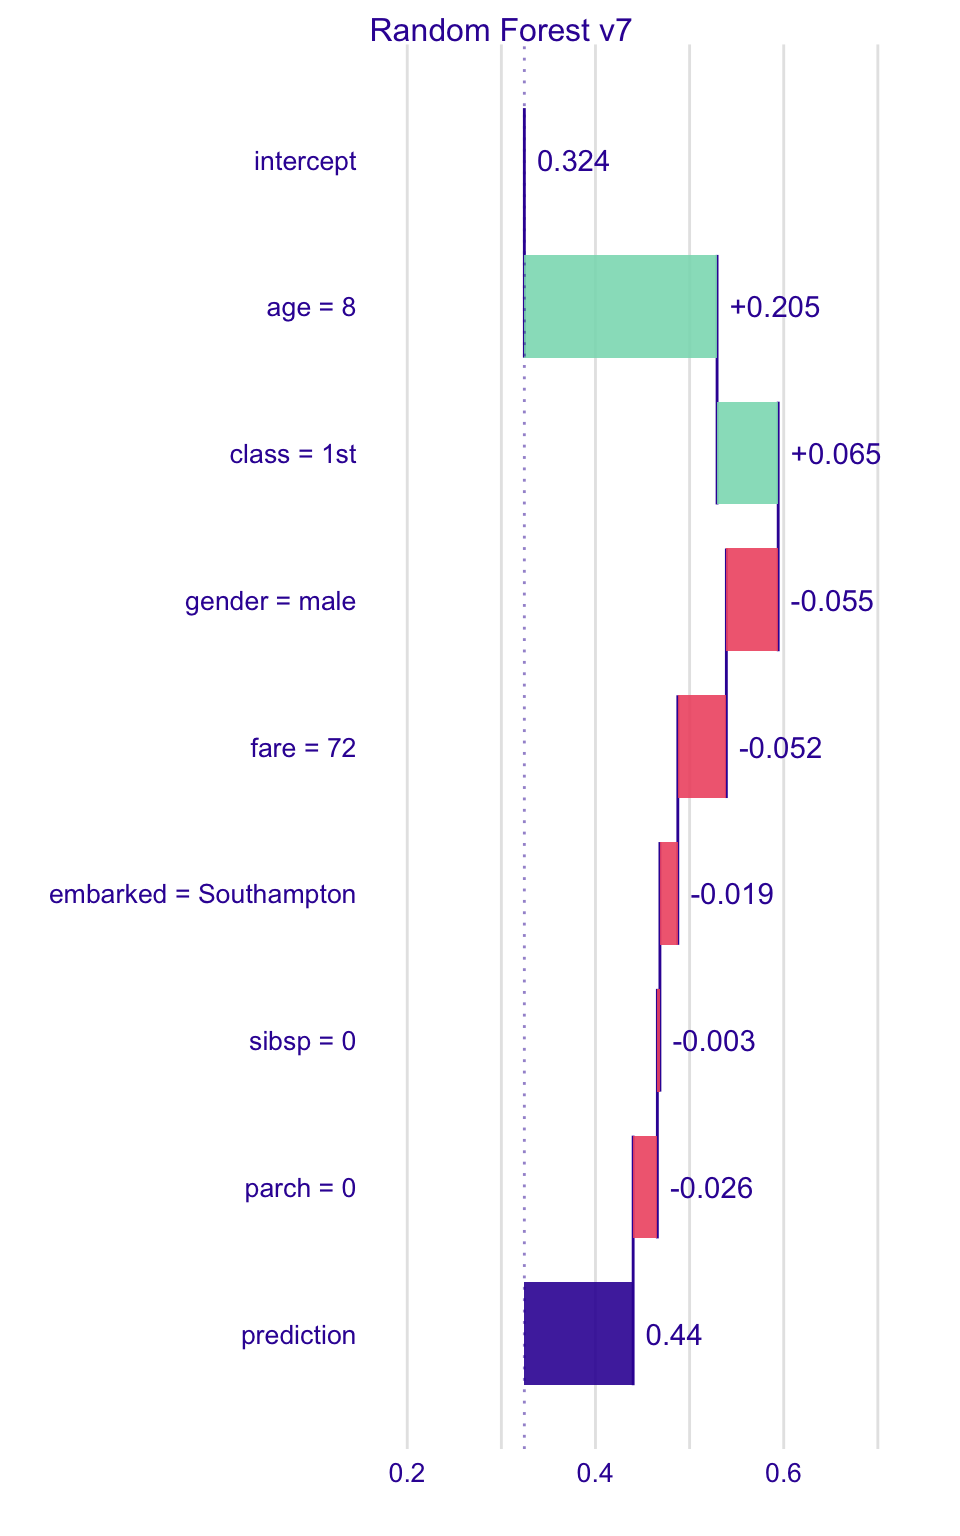 Random Forest v7
intercept
0.324
age = 8
+0.205
class = 1st
+0.065
gender = male
-0.055
fare = 72
-0.052
embarked = Southampton
-0.019
sibsp = 0
-0.003
parch = 0
-0.026
prediction
0.44
0.2
0.4
0.6